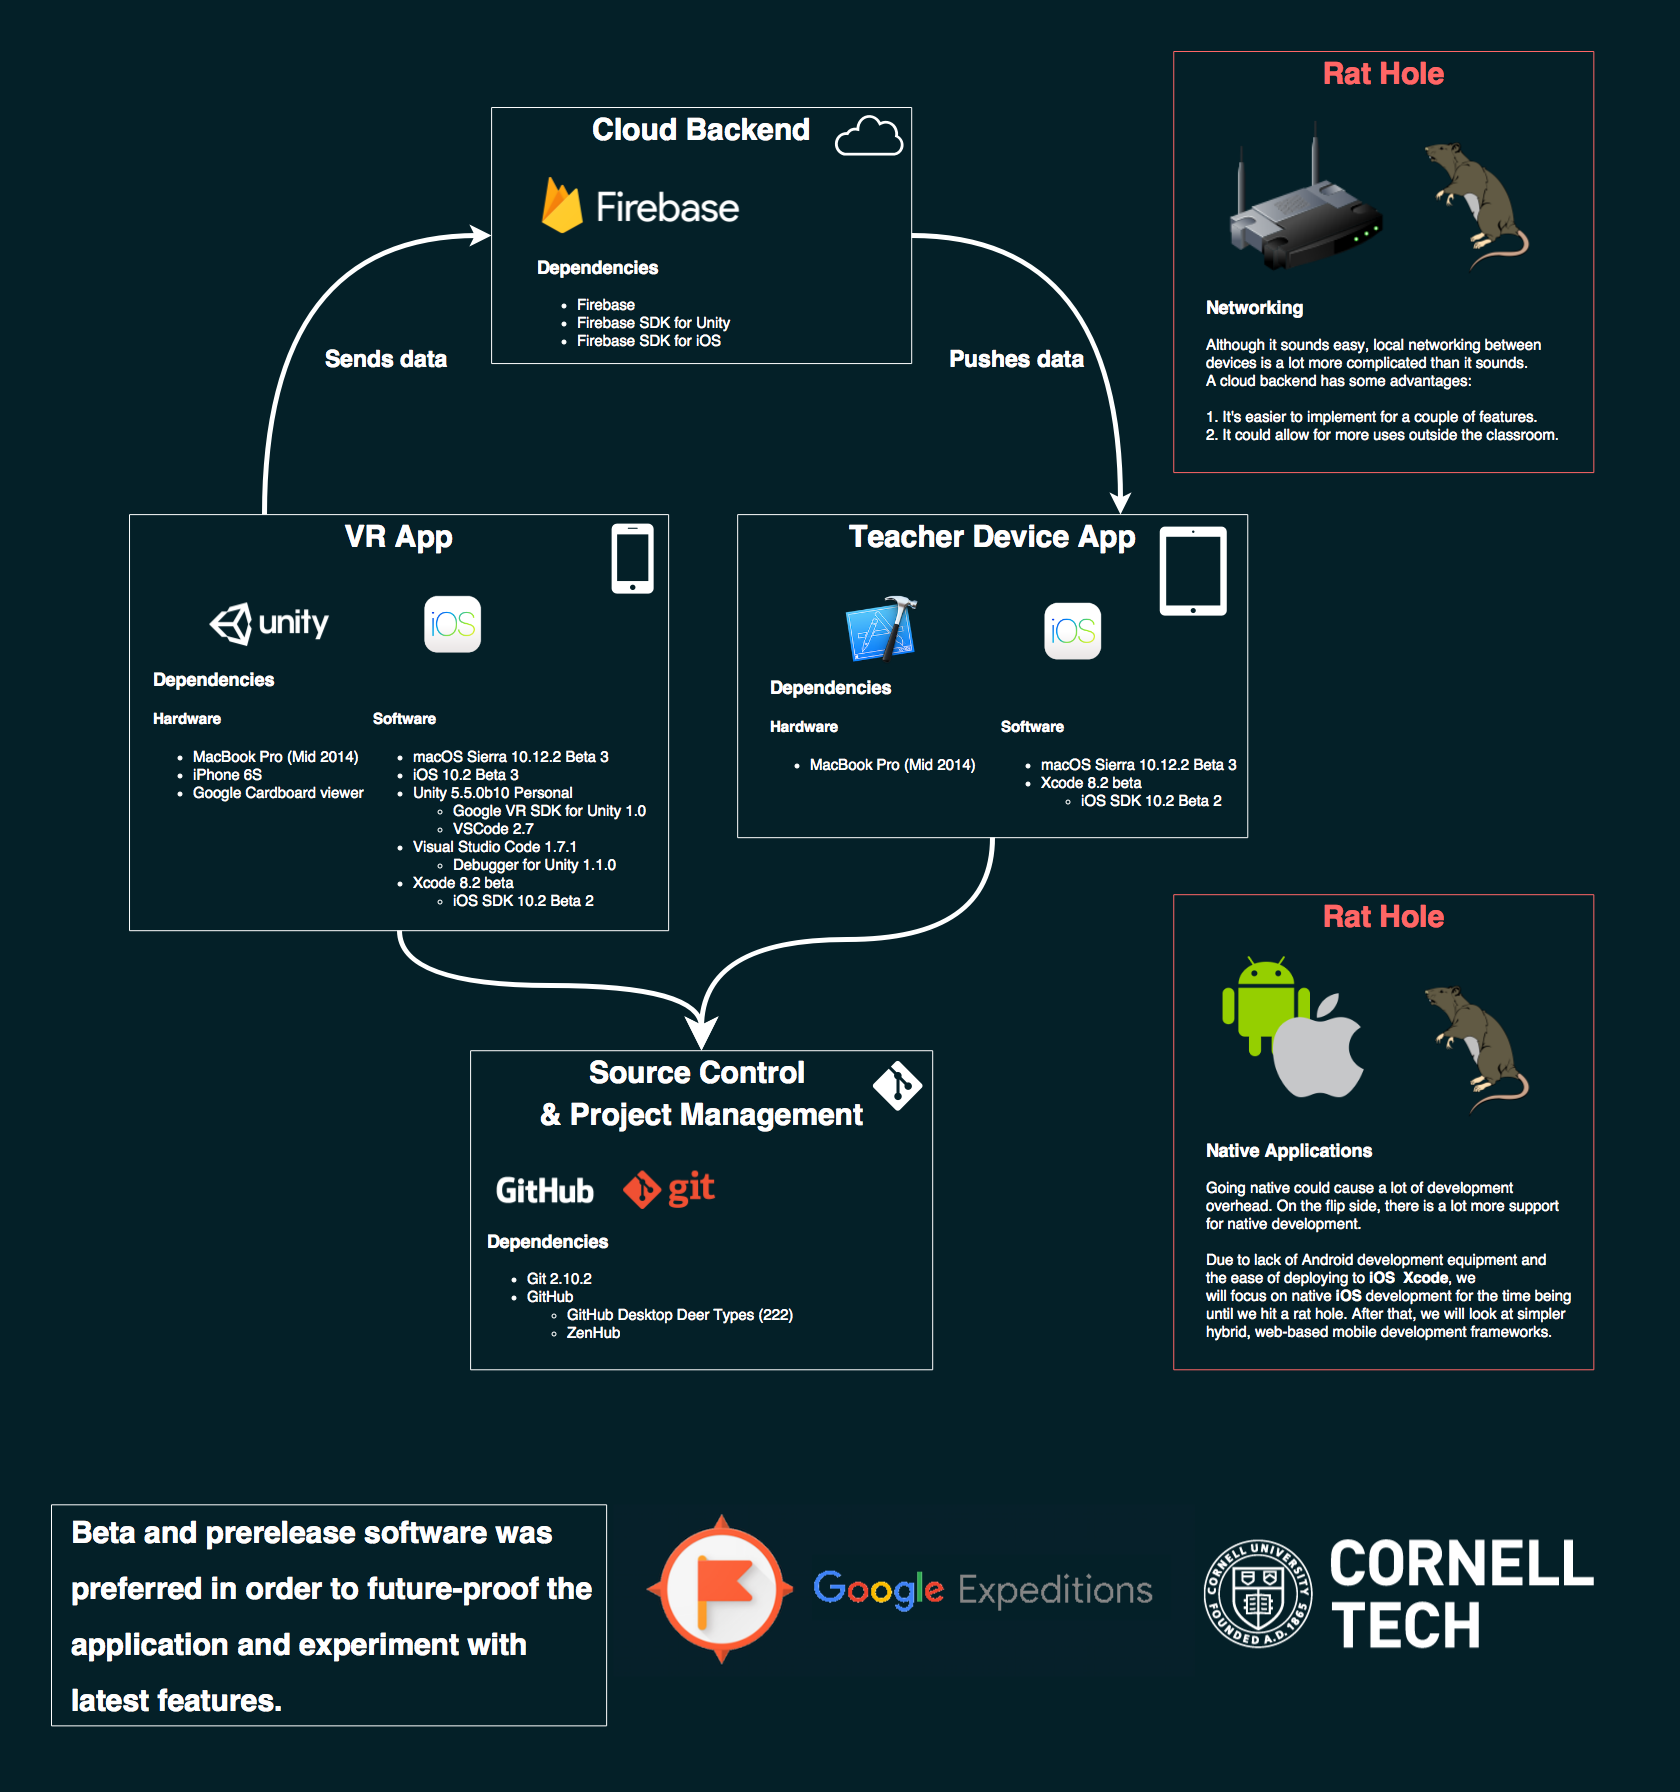 Rat Hole
Cloud Backend
Firebase
Dependencies
• Firebase
• Firebase SDK for Unity
• Firebase SDK for iOS
Sends data
Pushes data
Networking
Although it sounds easy, local networking between
devices is a lot more complicated than it sounds.
A cloud backend has some advantages:
1. It's easier to implement for a couple of features.
2. It could allow for more uses outside the classroom.
VR App
unity
iOS
Dependencies
Hardware
• MacBook Pro (Mid 2014)
• iPhone 6S
• Google Cardboard viewer
Software
• macOS Sierra 10.12.2 Beta 3
• iOS 10.2 Beta 3
• Unity 5.5.0b10 Personal
◦ Google VR SDK for Unity 1.0
◦ VSCode 2.7
• Visual Studio Code 1.7.1
◦ Debugger for Unity 1.1.0
• Xcode 8.2 beta
◦ iOS SDK 10.2 Beta 2
Teacher Device App
iOS
Dependencies
Hardware
• MacBook Pro (Mid 2014)
Software
• macOS Sierra 10.12.2 Beta 3
• Xcode 8.2 beta
◦ iOS SDK 10.2 Beta 2
Rat Hole
Native Applications
Going native could cause a lot of development
overhead. On the flip side, there is a lot more support
for native development.
Due to lack of Android development equipment and
the ease of deploying to iOS Xcode, we
will focus on native iOS development for the time being
until we hit a rat hole. After that, we will look at simpler
hybrid, web-based mobile development frameworks.
Source Control
& Project Management
GitHub
git
Dependencies
• Git 2.10.2
• GitHub
◦ GitHub Desktop Deer Types (222)
◦ ZenHub
Beta and prerelease software was
preferred in order to future-proof the
application and experiment with
latest features.
Google Expeditions
CORNELL UNIVERSITY
FOUNDED A.D. 1865
CORNELL
TECH